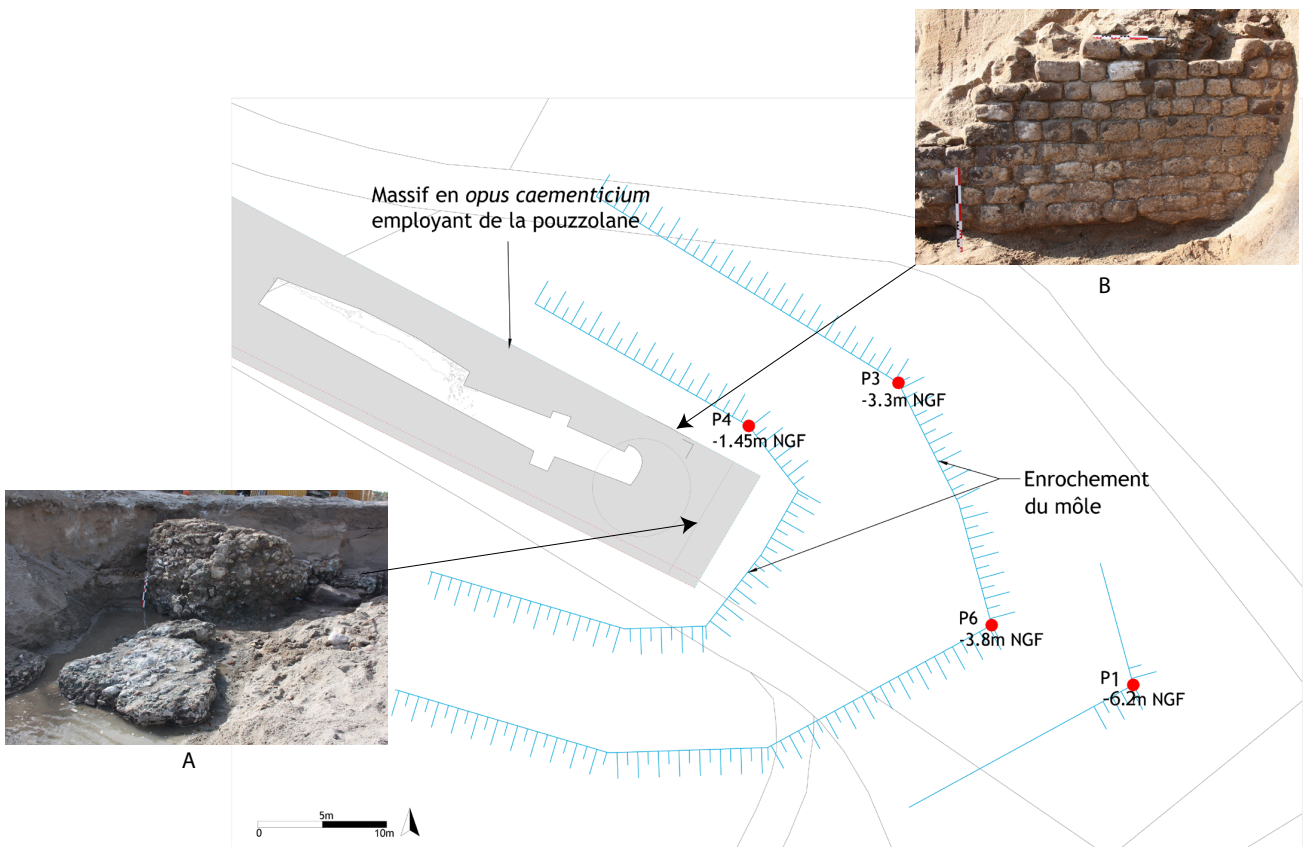 B
Massif en opus caementicium
employant de la pouzzolane
P3
-3.3m NGF
P4
-1.45m NGF
Enrochement
du môle
P6
-3.8m NGF
P1
-6.2m NGF
A
5m
0
10m